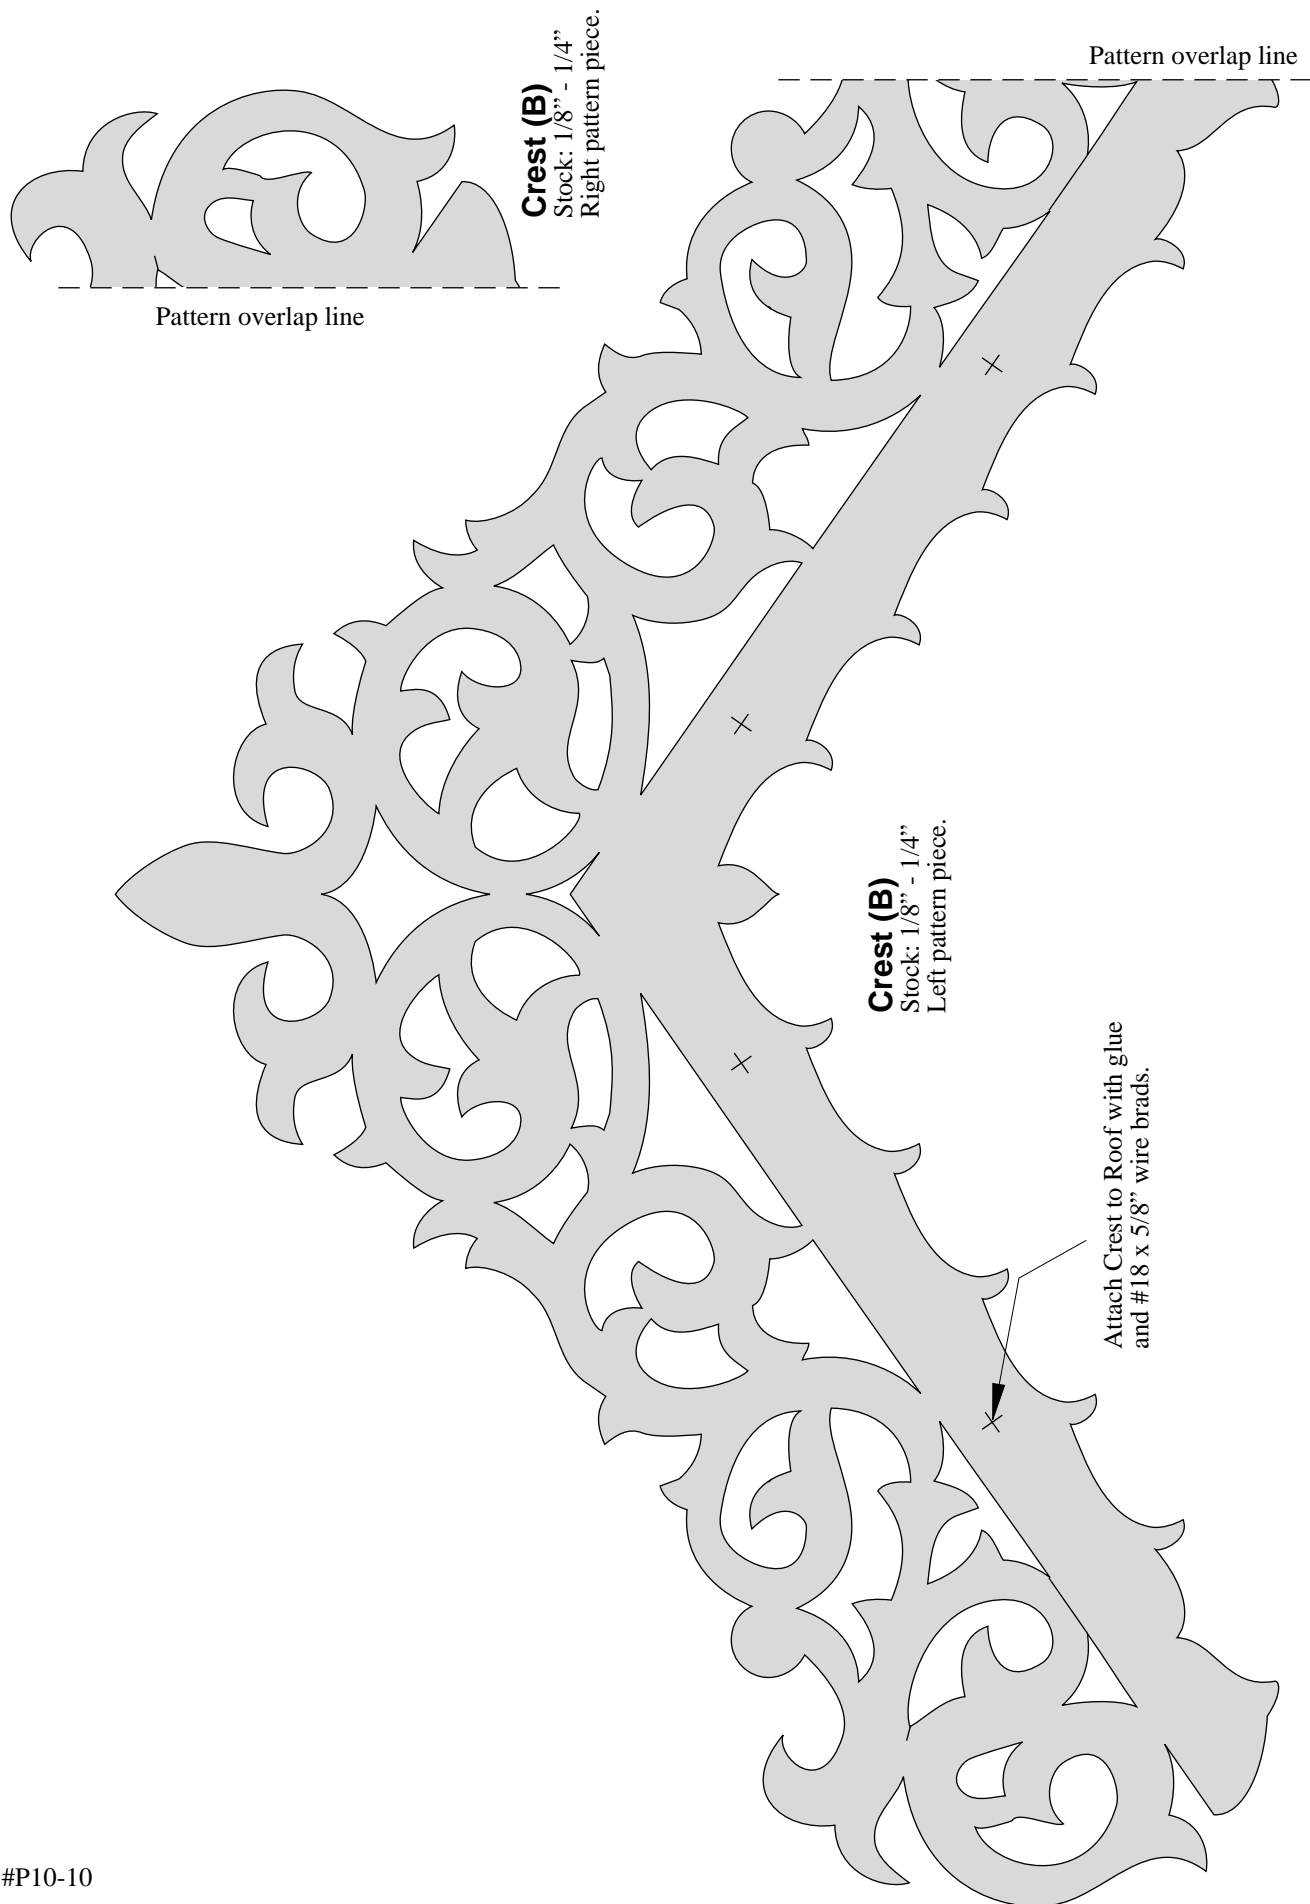 Pattern overlap line
Crest (B)
Stock: 1/8” - 1/4”
Right pattern piece.
Pattern overlap line
Crest (B)
Stock: 1/8” - 1/4”
Left pattern piece.
Attach Crest to Roof with glue
and #18 x 5/8” wire brads.
#P10-10